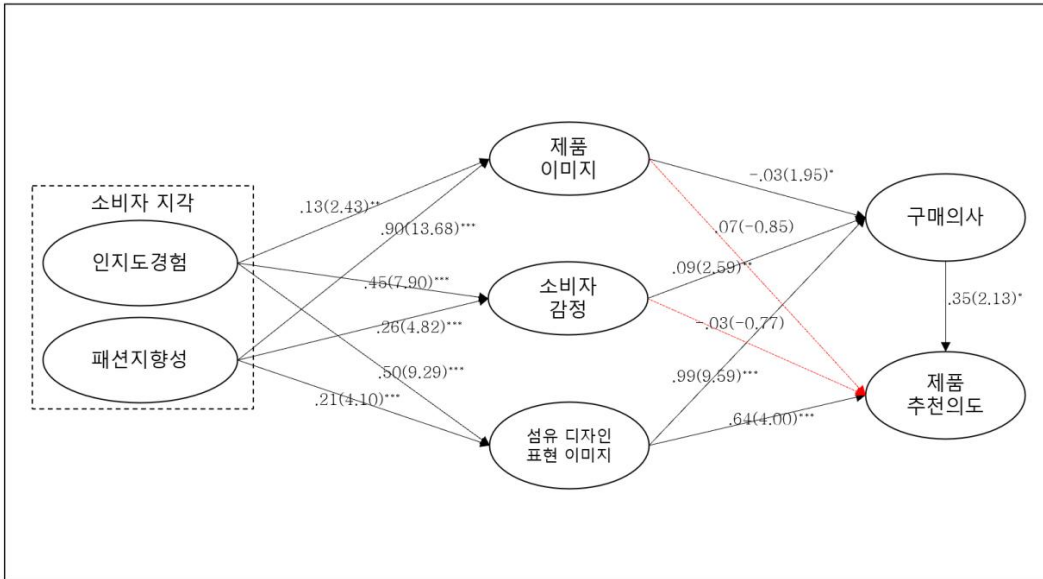 제품
이미지
소비자 지각
-.03(1.95)*
.13(2.43)**
구매의사
.90(13.68)***
.07(-0.85)
인지도경험
.09(2.59)**
.45(7.90)***
소비자
감정
.35(2.13)*
.26(4.82)***
-.03(-0.77)
패션지향성
.50(9.29)***
.99(9.59)***
제품
추천의도
.21(4.10)***
.64(4.00)***
섬유 디자인
표현 이미지